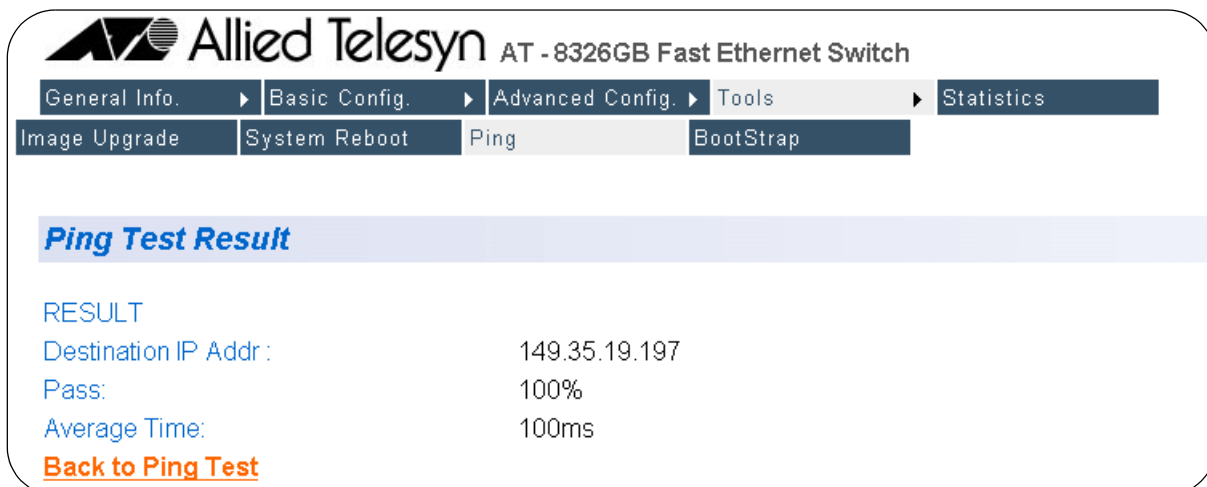 Allied Telesyn AT - 8326GB Fast Ethernet Switch
General Info. Basic Config. Advanced Config. Tools Statistics
Image Upgrade System Reboot Ping BootStrap
Ping Test Result
RESULT
Destination IP Addr : 149.35.19.197
Pass: 100%
Average Time: 100ms
Back to Ping Test